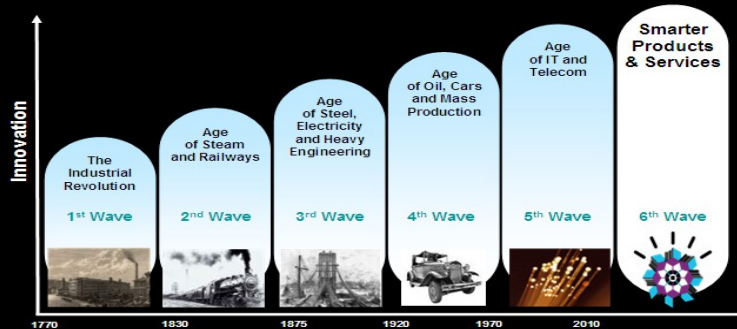 Innovation
The
Industrial
Revolution
1st Wave
Age
of Steam
and Railways
2nd Wave
Age
of Steel,
Electricity
and Heavy
Engineering
3rd Wave
Age
of Oil, Cars
and Mass
Production
4th Wave
Age
of IT and
Telecom
5th Wave
Smarter
Products
& Services
6th Wave
1770 1830 1875 1920 1970 2010